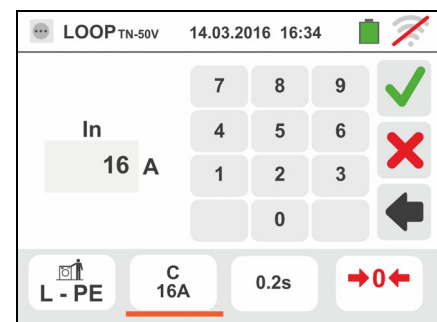 LOOP TN-50V 14.03.2016 16:34
7 8 9
In
4 5 6
16 A
1 2 3
0
L - PE
C
16A
0.2s
0